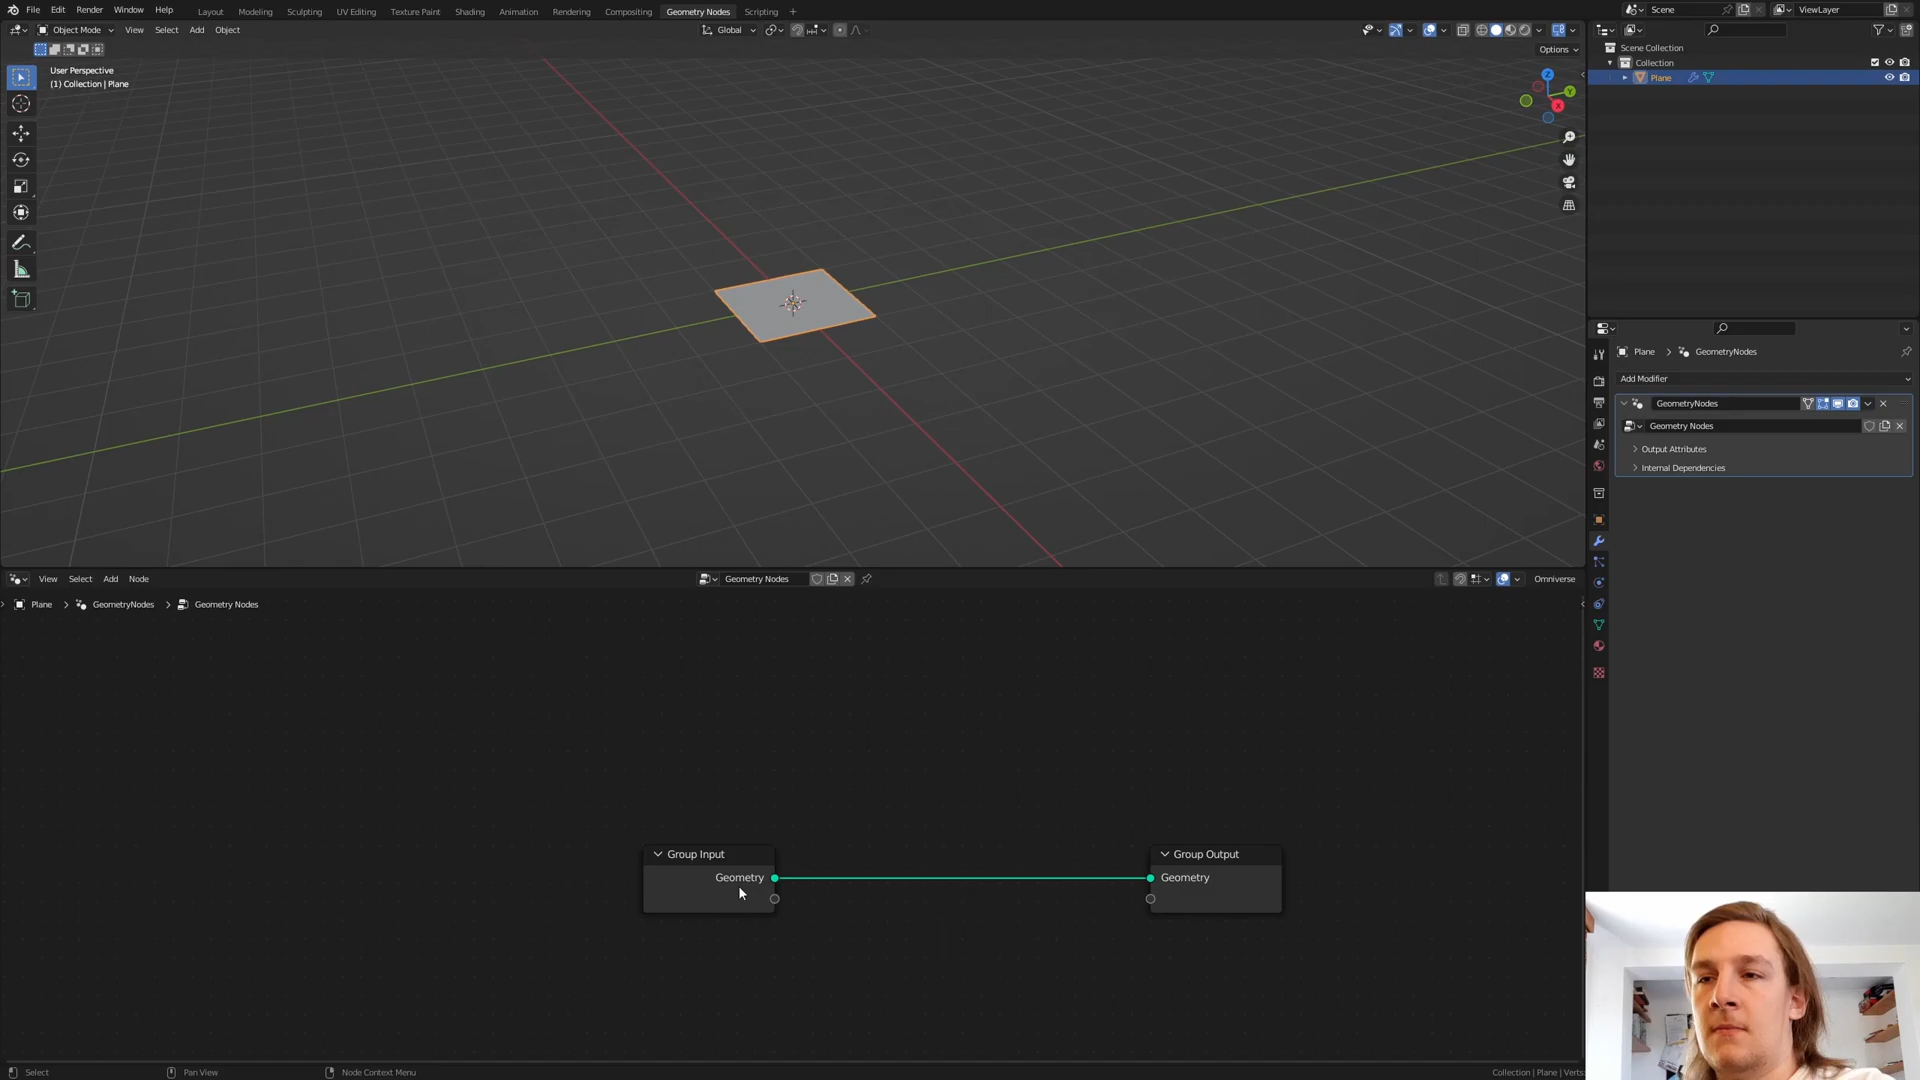 File Edit Render Window Help Layout Modeling Sculpting UV Editing Texture Paint Shading Animation Rendering Compositing Geometry Nodes Scripting + Scene ViewLayer
Object Mode View Select Add Object Global
Options
User Perspective
(1) Collection | Plane
Z
Y
X
Scene Collection
Collection
Plane
Plane > GeometryNodes
Add Modifier
GeometryNodes
Geometry Nodes
Output Attributes
Internal Dependencies
View Select Add Node Geometry Nodes Omniverse
Plane > GeometryNodes > Geometry Nodes
Group Input
Geometry
Group Output
Geometry
Select Pan View Node Context Menu Collection | Plane | Verts: